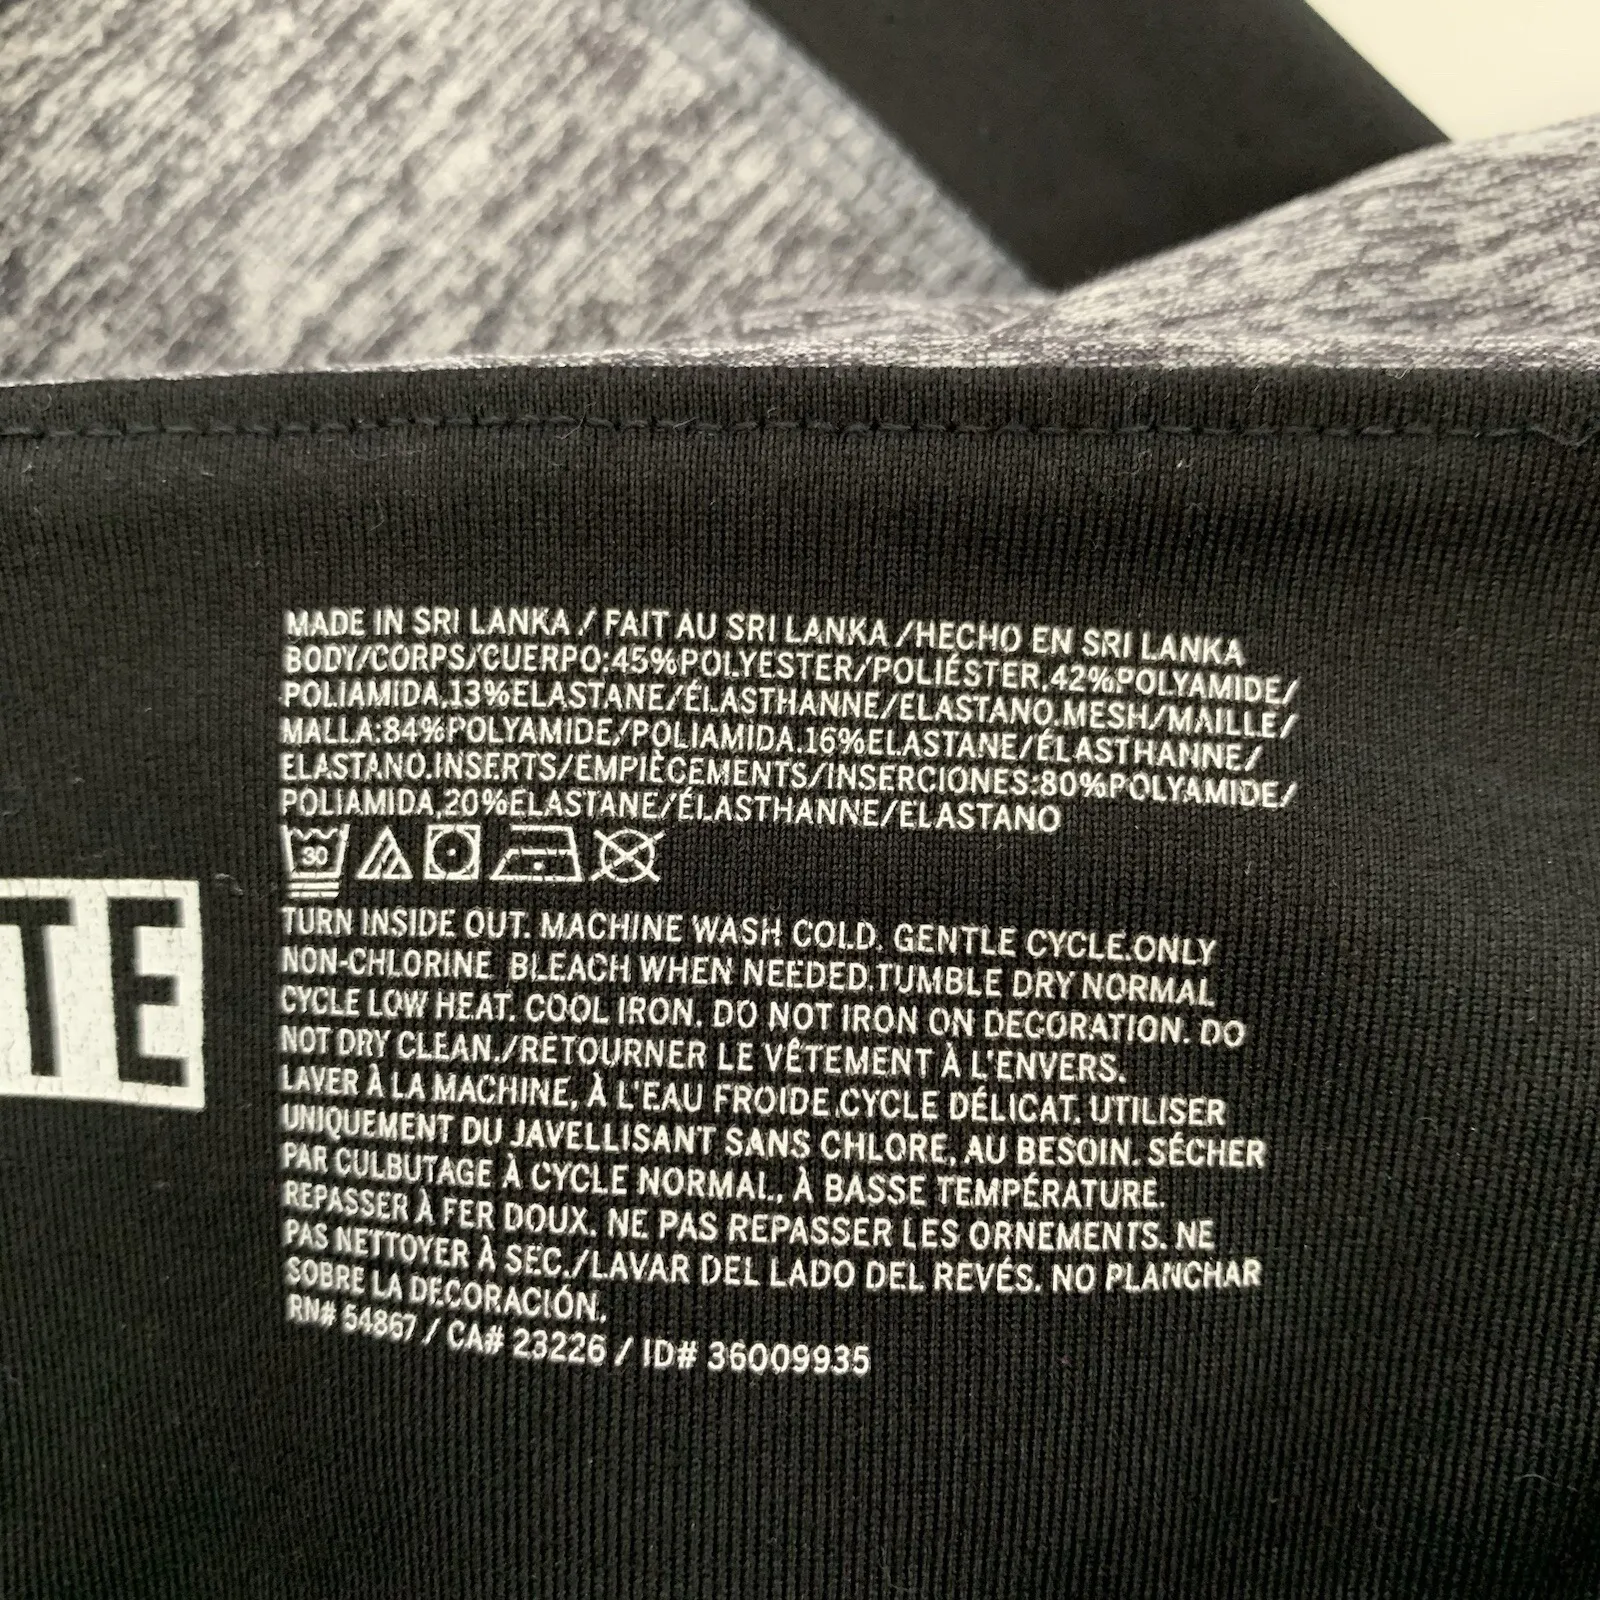 MADE IN SRI LANKA / FAIT AU SRI LANKA /HECHO EN SRI LANKA
BODY/CORPS/CUERPO:45%POLYESTER/POLIÉSTER,42%POLYAMIDE/
POLIAMIDA,13%ELASTANE/ÉLASTHANNE/ELASTANO.MESH/MAILLE/
MALLA:84%POLYAMIDE/POLIAMIDA,16%ELASTANE/ÉLASTHANNE/
ELASTANO.INSERTS/EMPIÈCEMENTS/INSERCIONES:80%POLYAMIDE/
POLIAMIDA,20%ELASTANE/ÉLASTHANNE/ELASTANO
30
TE
TURN INSIDE OUT. MACHINE WASH COLD. GENTLE CYCLE.ONLY
NON-CHLORINE BLEACH WHEN NEEDED.TUMBLE DRY NORMAL
CYCLE LOW HEAT. COOL IRON. DO NOT IRON ON DECORATION. DO
NOT DRY CLEAN./RETOURNER LE VÊTEMENT À L'ENVERS.
LAVER À LA MACHINE, À L'EAU FROIDE.CYCLE DÉLICAT. UTILISER
UNIQUEMENT DU JAVELLISANT SANS CHLORE, AU BESOIN. SÉCHER
PAR CULBUTAGE À CYCLE NORMAL, À BASSE TEMPÉRATURE.
REPASSER À FER DOUX. NE PAS REPASSER LES ORNEMENTS. NE
PAS NETTOYER À SEC./LAVAR DEL LADO DEL REVÉS. NO PLANCHAR
SOBRE LA DECORACIÓN.
RN# 54867 / CA# 23226 / ID# 36009935